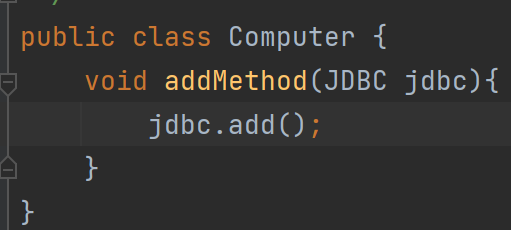 public class Computer {
    void addMethod(JDBC jdbc){
        jdbc.add();
    }
}